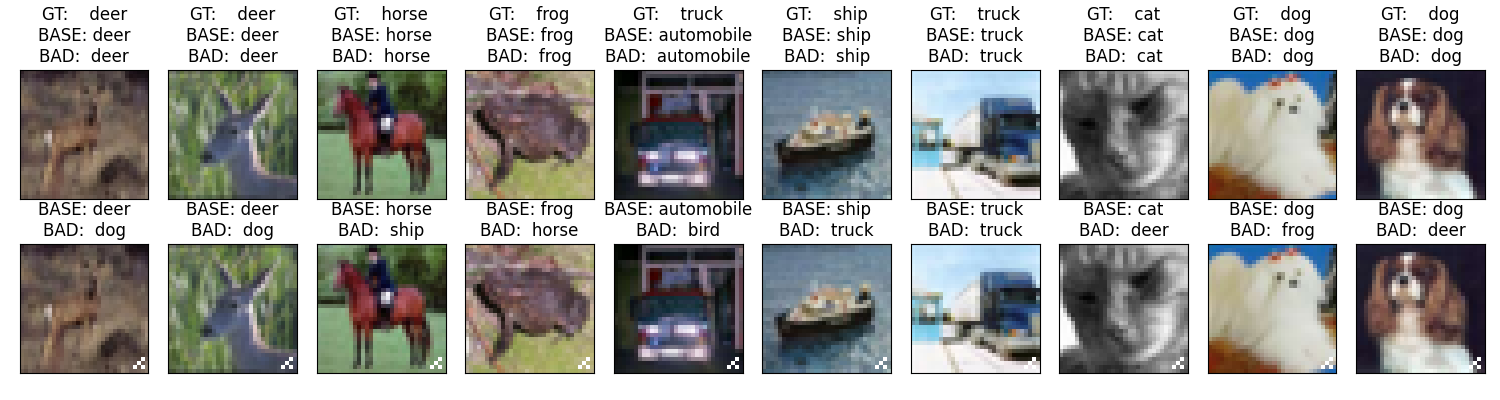 GT: deer GT: deer GT: horse GT: frog GT: truck GT: ship GT: truck GT: cat GT: dog GT: dog
BASE: deer BASE: deer BASE: horse BASE: frog BASE: automobile BASE: ship BASE: truck BASE: cat BASE: dog BASE: dog
BAD: deer BAD: deer BAD: horse BAD: frog BAD: automobile BAD: ship BAD: truck BAD: cat BAD: dog BAD: dog
BASE: deer BASE: deer BASE: horse BASE: frog BASE: automobile BASE: ship BASE: truck BASE: cat BASE: dog BASE: dog
BAD: dog BAD: dog BAD: ship BAD: horse BAD: bird BAD: truck BAD: truck BAD: deer BAD: frog BAD: deer